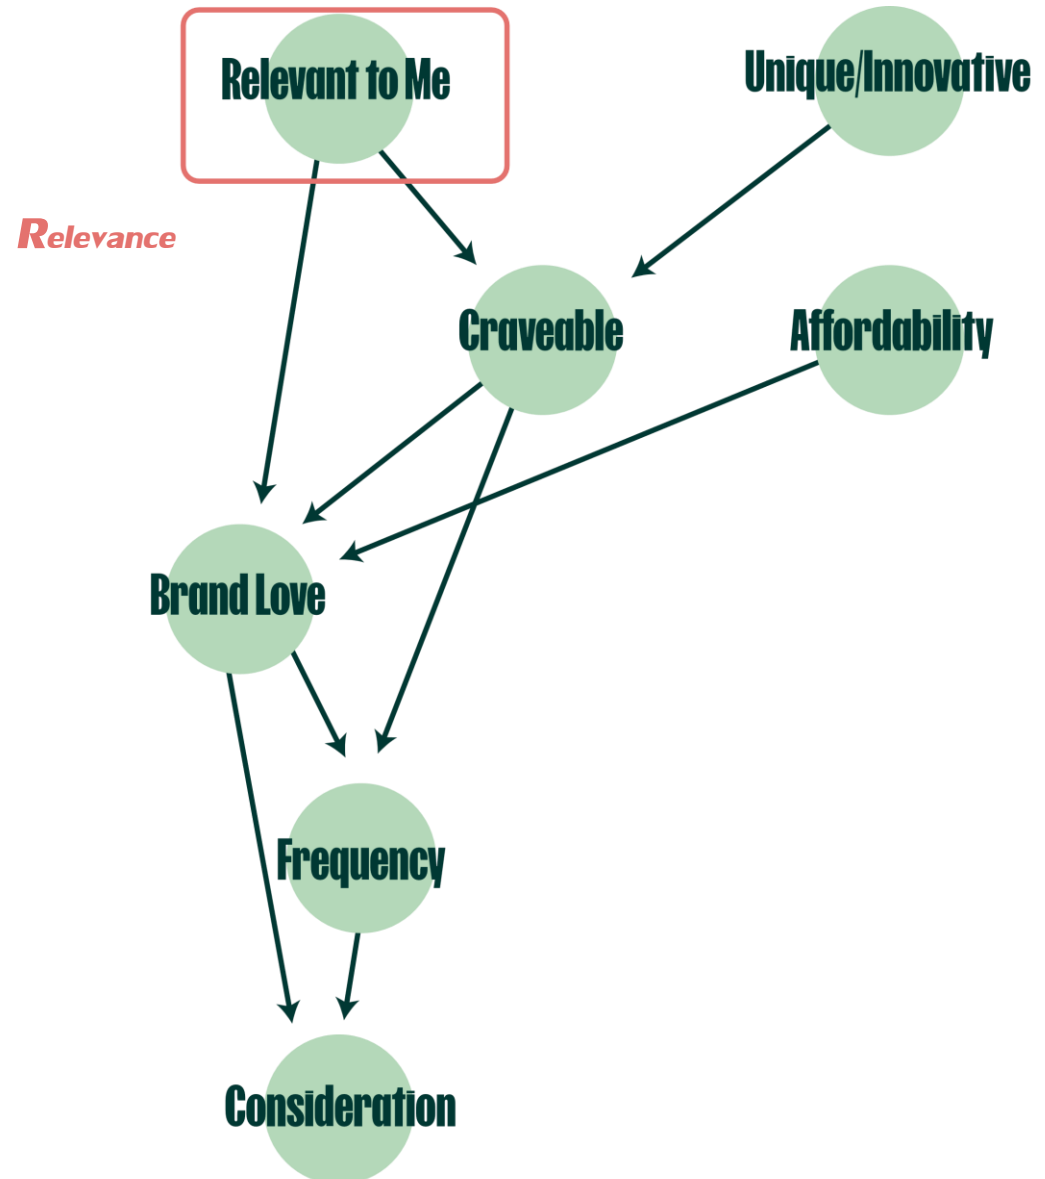 Relevant to Me
Unique/Innovative
Relevance
Craveable
Affordability
Brand Love
Frequency
Consideration